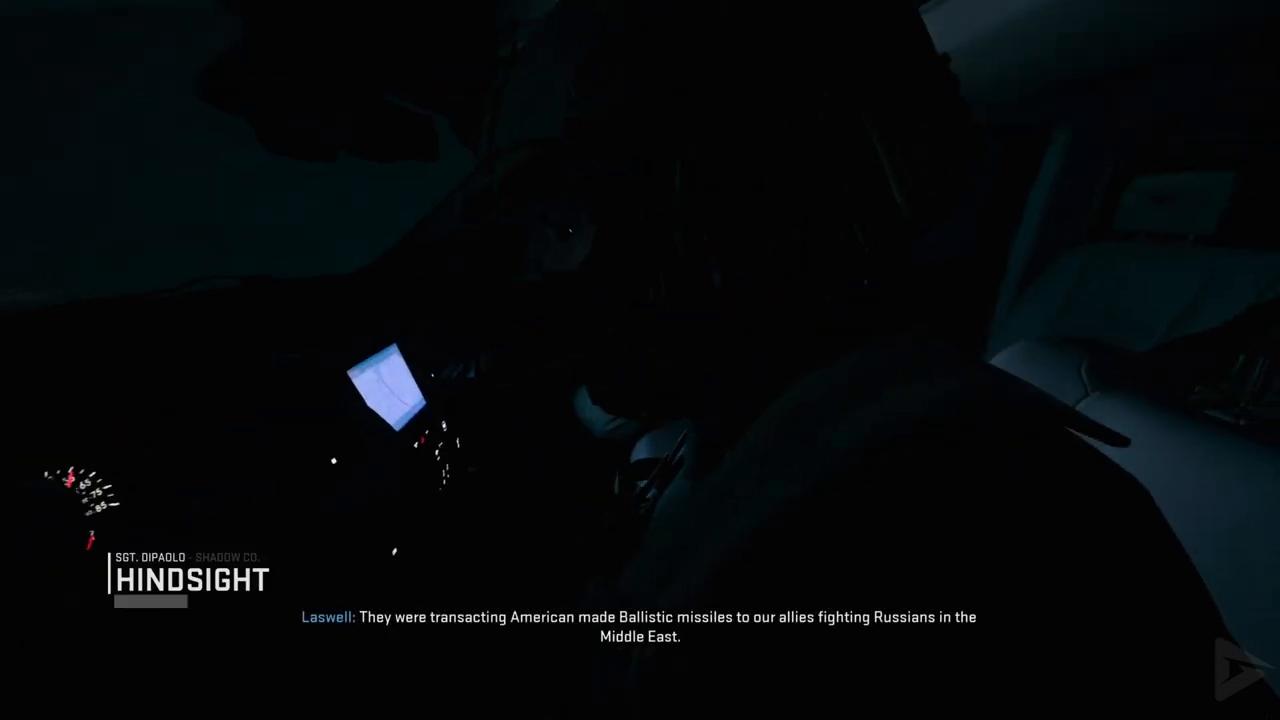 SGT. DIPAOLO - SHADOW CO.
HINDSIGHT
Laswell: They were transacting American made Ballistic missiles to our allies fighting Russians in the
Middle East.